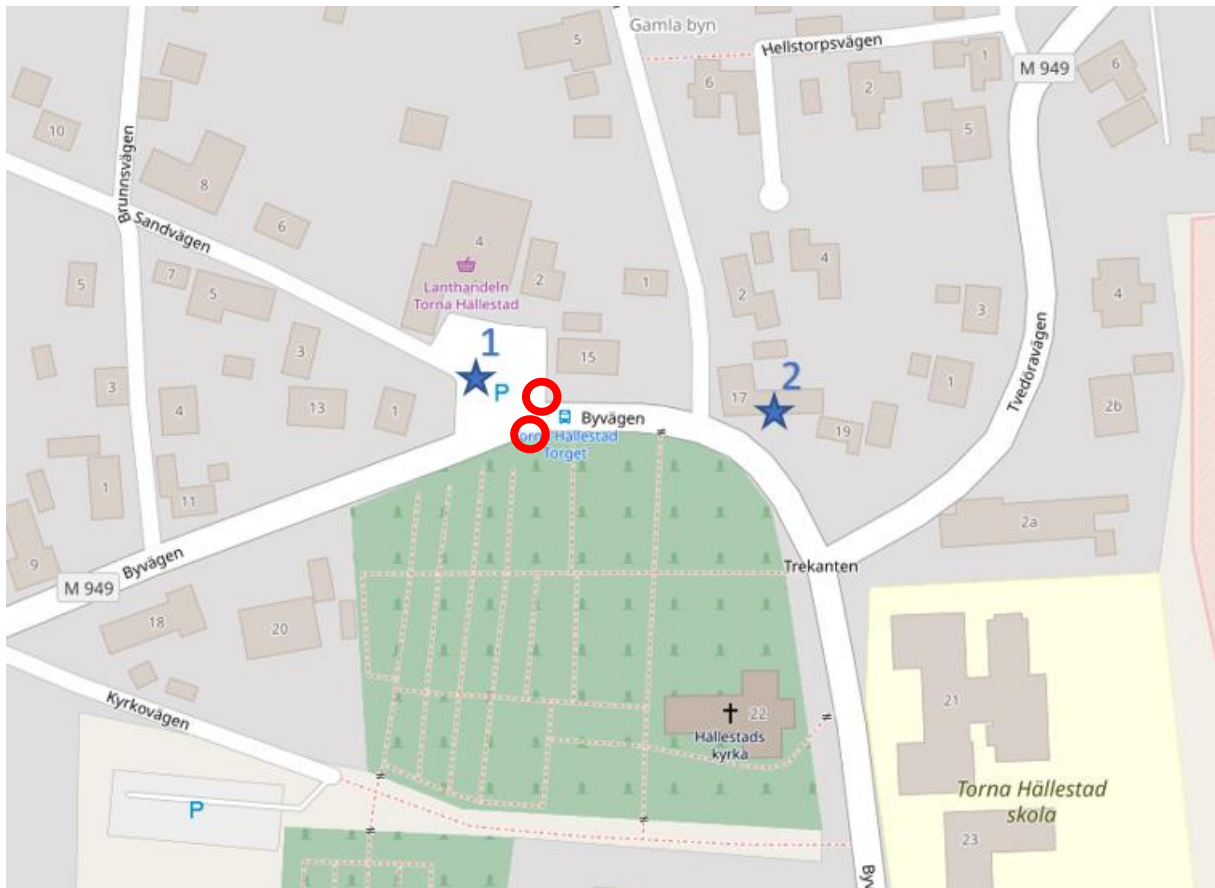 Gamla byn
5
Hellstorpsvägen
1
M 949
6
6
2
10
5
Brunnsvägen
8
Sandvägen
6
4
4
Lanthandeln
Torna Hällestad
2
1
5
7
5
2
3
4
Tvedöravägen
1
15
2
3
3
P
17
1
2b
4
13
1
Byvägen
19
Torna Hällestad
Torget
1
11
2a
9
Byvägen
Trekanten
M 949
18
20
21
Kyrkovägen
22
Hällestads
kyrka
P
Torna Hällestad
skola
23
Byv